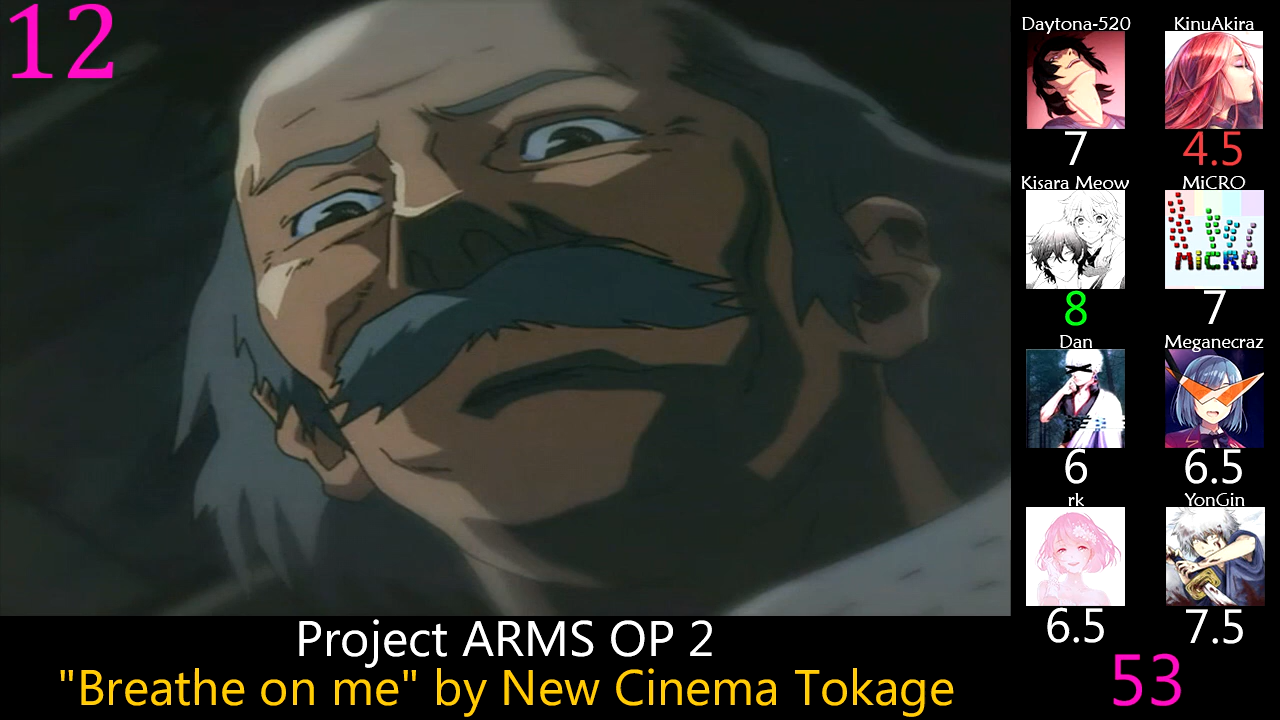 12
Daytona-520
KinuAkira
7
4.5
Kisara Meow
MiCRO
MiCRO
8
7
Dan
Meganecraz
6
6.5
rk
YonGin
6.5
7.5
Project ARMS OP 2
"Breathe on me" by New Cinema Tokage
53